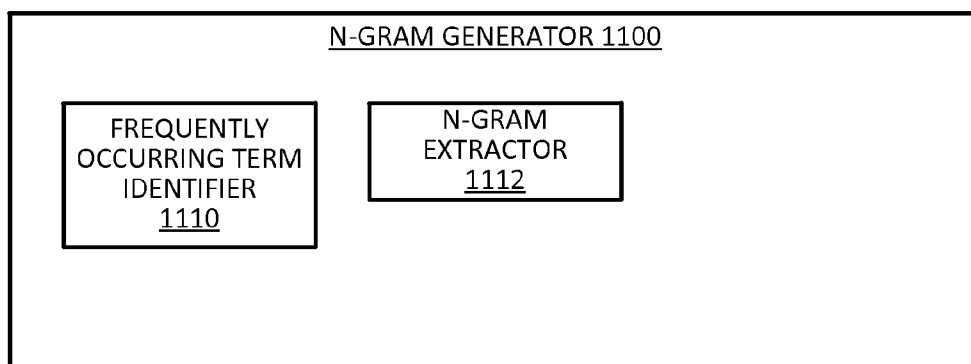 N-GRAM GENERATOR 1100
FREQUENTLY
OCCURRING TERM
IDENTIFIER
1110
N-GRAM
EXTRACTOR
1112